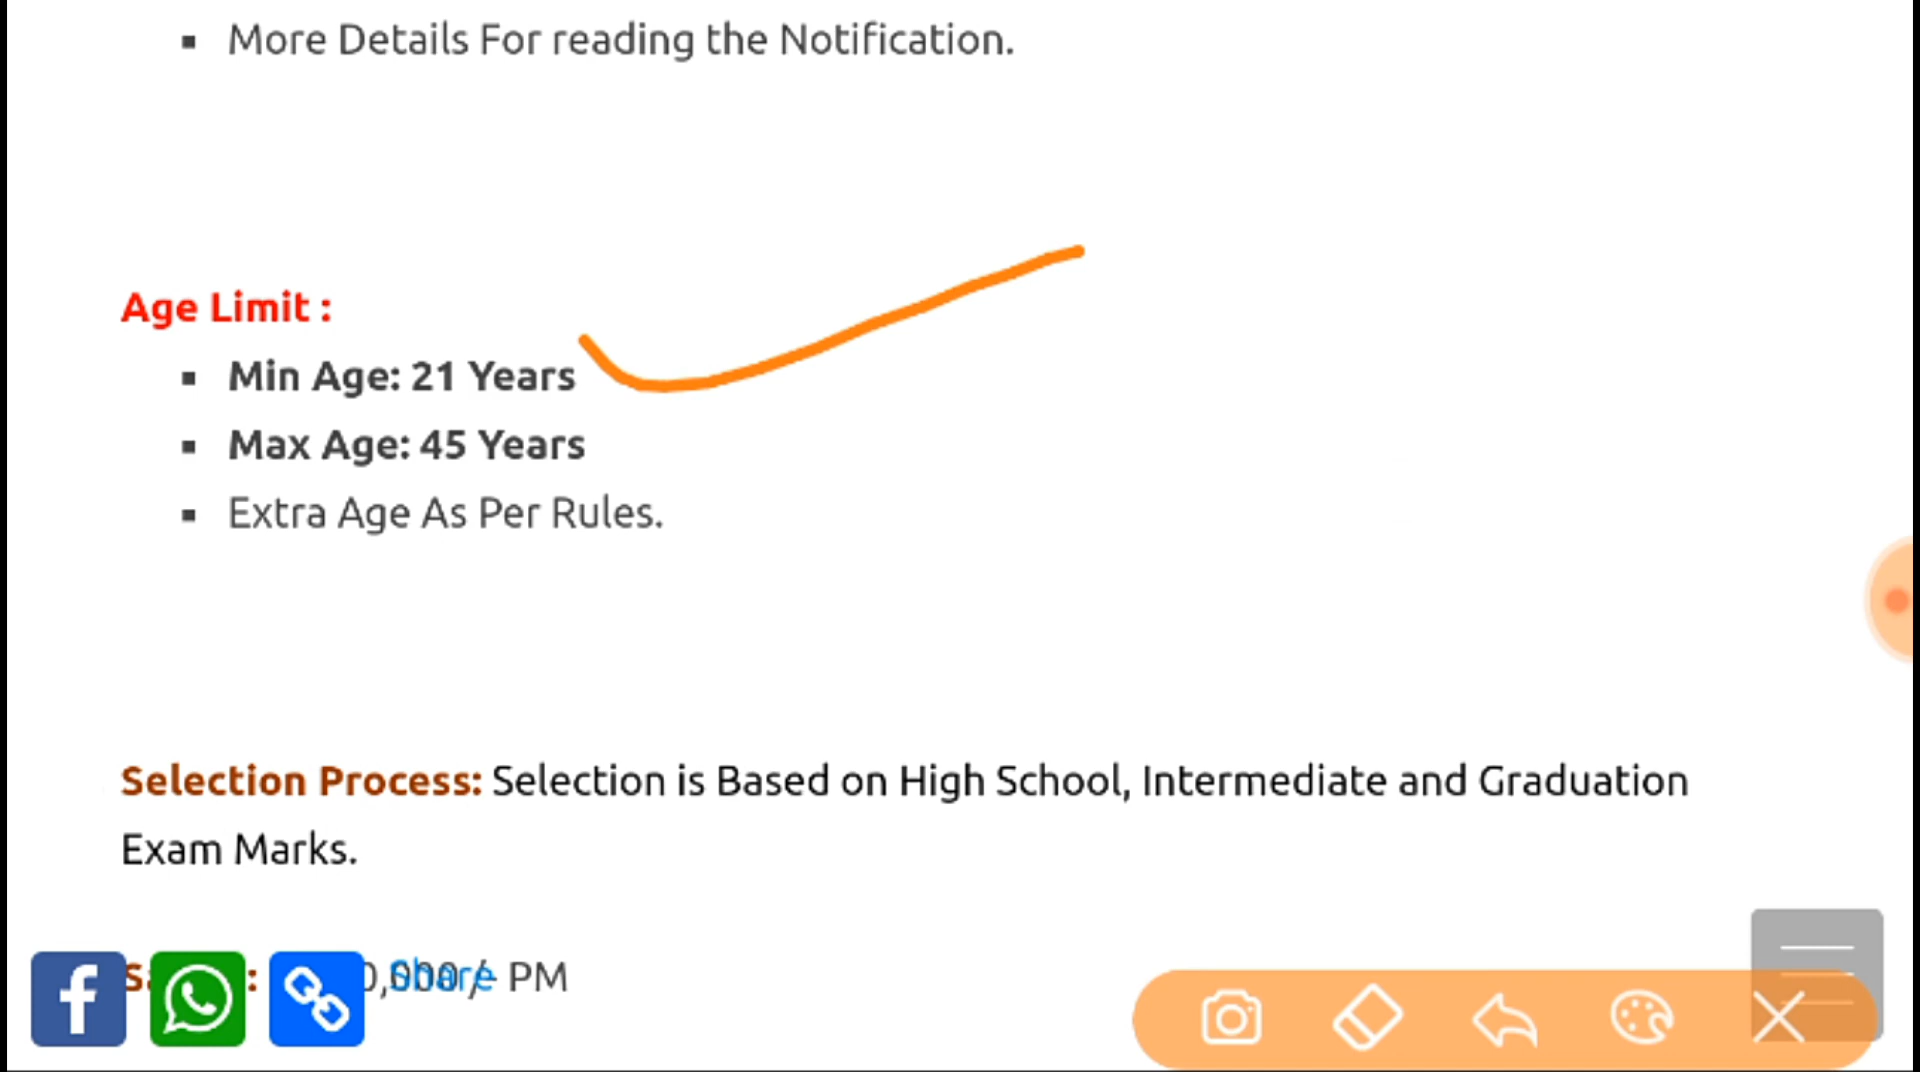 ▪ More Details For reading the Notification.
Age Limit :
▪ Min Age: 21 Years
▪ Max Age: 45 Years
▪ Extra Age As Per Rules.
Selection Process: Selection is Based on High School, Intermediate and Graduation
Exam Marks.
Share
PM